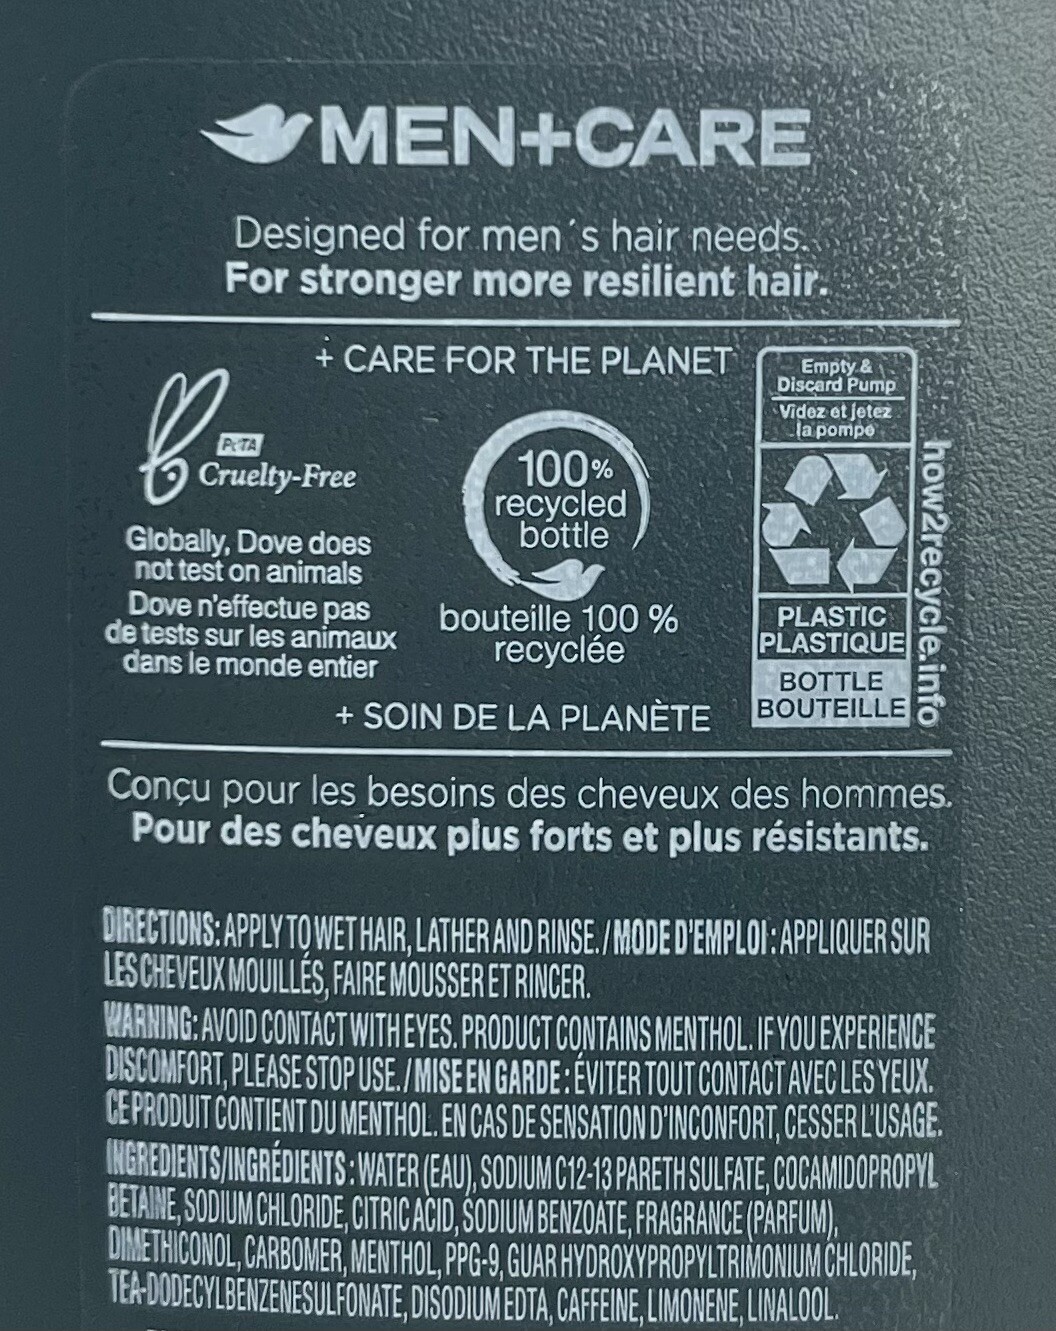 MEN+CARE
Designed for men´s hair needs.
For stronger more resilient hair.
+ CARE FOR THE PLANET
PETA
Cruelty-Free
Globally, Dove does
not test on animals
Dove n'effectue pas
de tests sur les animaux
dans le monde entier
100%
recycled
bottle
bouteille 100 %
recyclée
Empty &
Discard Pump
Videz et jetez
la pompe
PLASTIC
PLASTIQUE
BOTTLE
BOUTEILLE
how2recycle.info
+ SOIN DE LA PLANÈTE
Conçu pour les besoins des cheveux des hommes.
Pour des cheveux plus forts et plus résistants.
DIRECTIONS: APPLY TO WET HAIR, LATHER AND RINSE. / MODE D'EMPLOI : APPLIQUER SUR
LES CHEVEUX MOUILLÉS, FAIRE MOUSSER ET RINCER.
WARNING: AVOID CONTACT WITH EYES. PRODUCT CONTAINS MENTHOL. IF YOU EXPERIENCE
DISCOMFORT, PLEASE STOP USE. / MISE EN GARDE : ÉVITER TOUT CONTACT AVEC LES YEUX.
CE PRODUIT CONTIENT DU MENTHOL. EN CAS DE SENSATION D'INCONFORT, CESSER L'USAGE.
INGREDIENTS/INGRÉDIENTS : WATER (EAU), SODIUM C12-13 PARETH SULFATE, COCAMIDOPROPYL
BETAINE, SODIUM CHLORIDE, CITRIC ACID, SODIUM BENZOATE, FRAGRANCE (PARFUM),
DIMETHICONOL, CARBOMER, MENTHOL, PPG-9, GUAR HYDROXYPROPYLTRIMONIUM CHLORIDE,
TEA-DODECYLBENZENESULFONATE, DISODIUM EDTA, CAFFEINE, LIMONENE, LINALOOL.